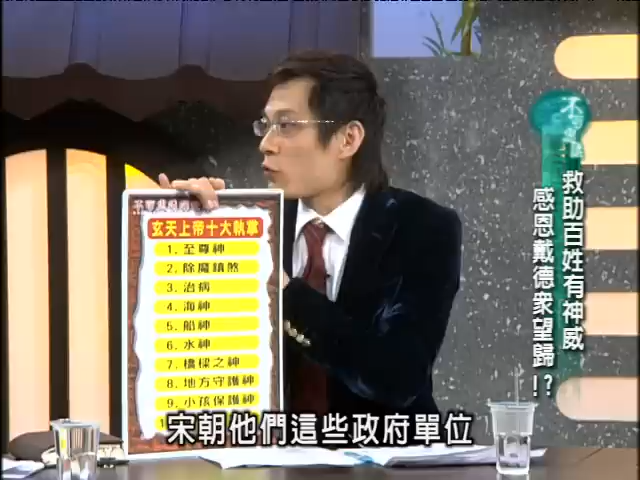 玄天上帝十大執掌
1. 至尊神
2. 除魔鎮煞
3. 治病
4. 海神
5. 船神
6. 水神
7. 橋樑之神
8. 地方守護神
9. 小孩保護神
救助百姓有神威
感恩戴德衆望歸!?
宋朝他們這些政府單位